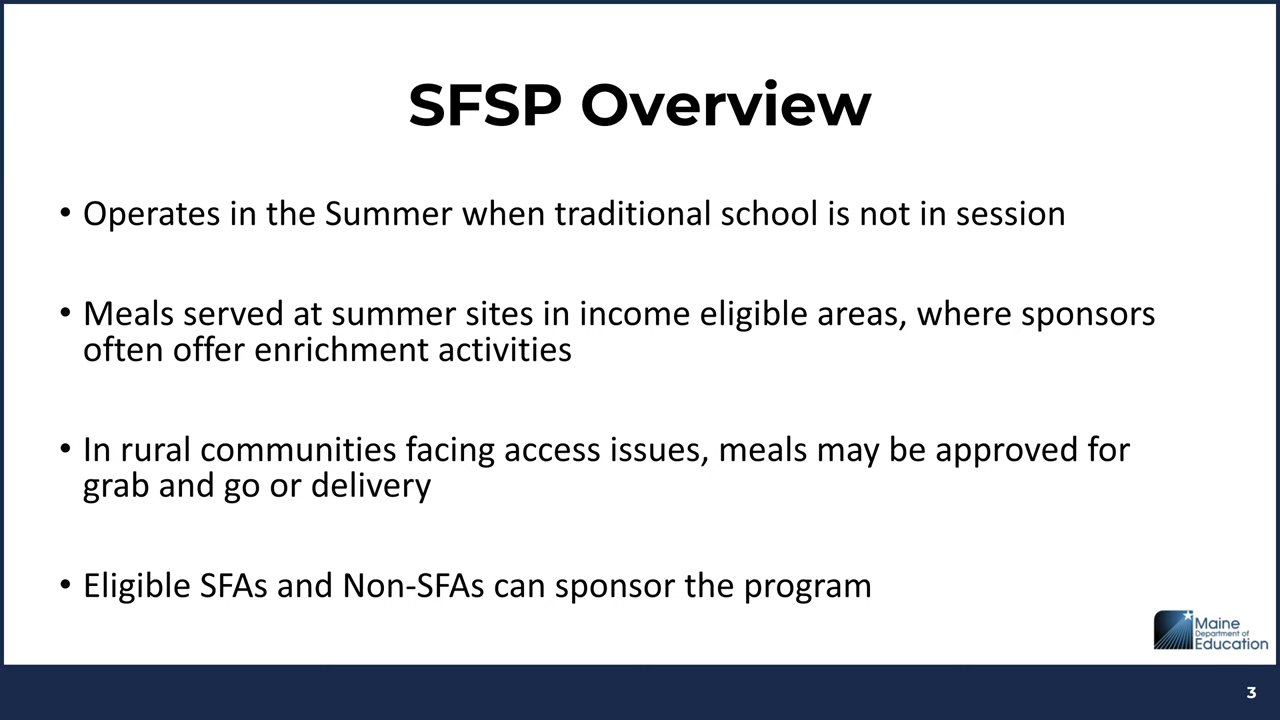 SFSP Overview
• Operates in the Summer when traditional school is not in session
• Meals served at summer sites in income eligible areas, where sponsors
often offer enrichment activities
• In rural communities facing access issues, meals may be approved for
grab and go or delivery
• Eligible SFAs and Non-SFAs can sponsor the program
Maine
Department of
Education
3